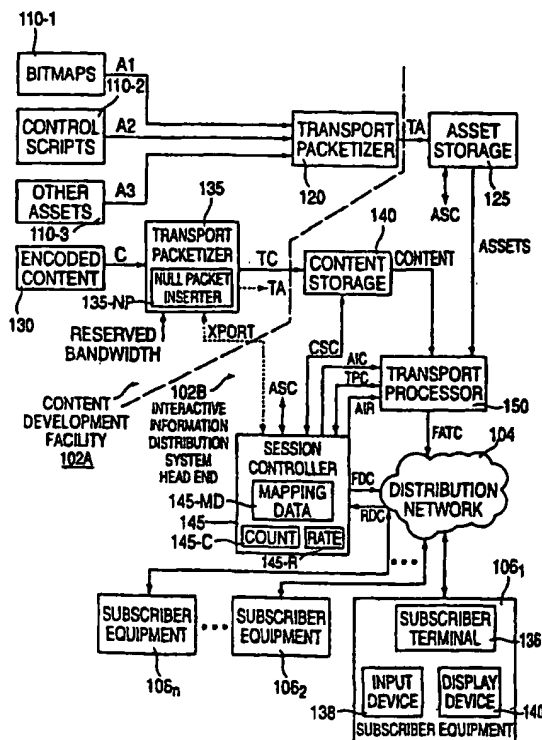 110-1
BITMAPS
A1
110-2
CONTROL
SCRIPTS
A2
OTHER
ASSETS
A3
110-3
TRANSPORT
PACKETIZER
120
TA
ASSET
STORAGE
125
ASC
ASSETS
ENCODED
CONTENT
130
C
135
TRANSPORT
PACKETIZER
NULL PACKET
INSERTER
135-NP
TC
TA
140
CONTENT
STORAGE
CONTENT
RESERVED
BANDWIDTH
XPORT
CSC
AIC
TPC
AIR
TRANSPORT
PROCESSOR
150
CONTENT
DEVELOPMENT
FACILITY
102A
102B
INTERACTIVE
INFORMATION
DISTRIBUTION
SYSTEM
HEAD END
ASC
FATC
104
SESSION
CONTROLLER
145-MD
MAPPING
DATA
145
COUNT
RATE
145-C
145-R
FDC
RDC
DISTRIBUTION
NETWORK
SUBSCRIBER
EQUIPMENT
106n
SUBSCRIBER
EQUIPMENT
1062
1061
SUBSCRIBER
TERMINAL
136
INPUT
DEVICE
138
DISPLAY
DEVICE
140
SUBSCRIBER EQUIPMENT